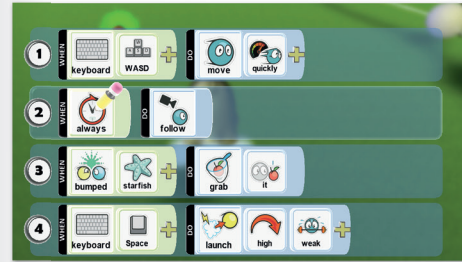 1 WHEN keyboard WASD + DO move quickly +
2 WHEN always DO follow
3 WHEN bumped starfish + DO grab it
4 WHEN keyboard Space + DO launch high weak +